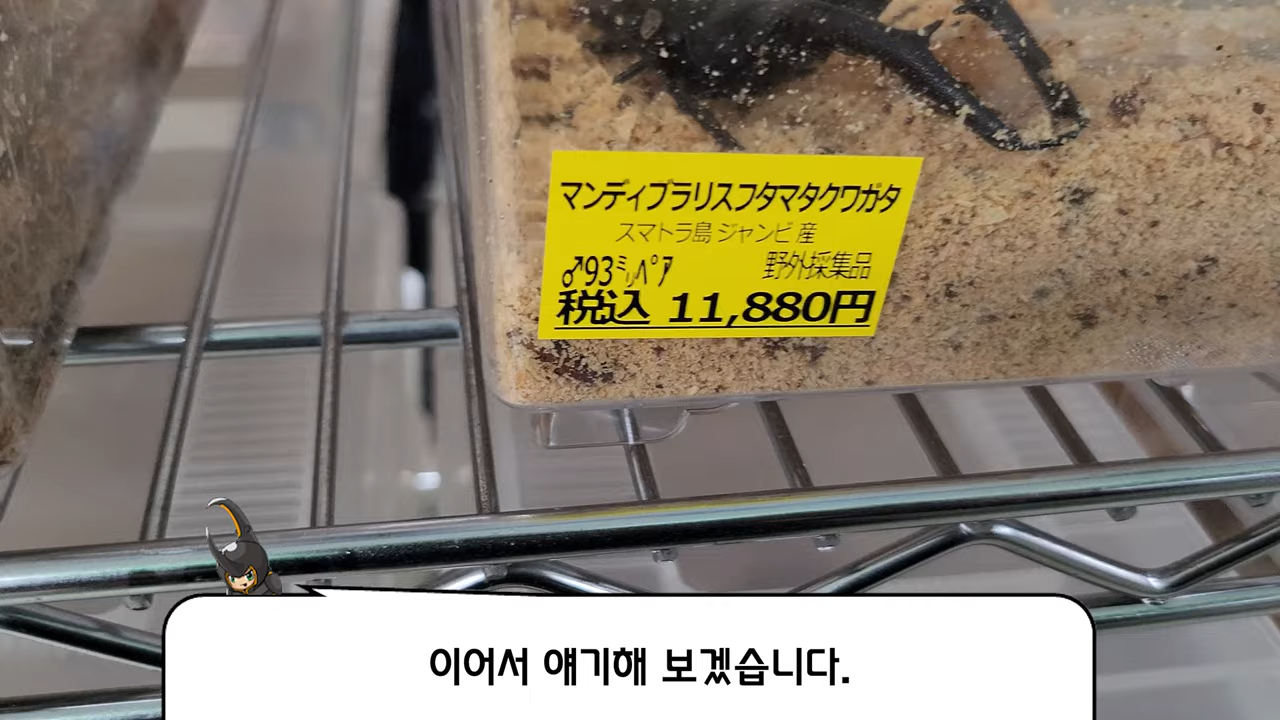 マンディブラリスフタマタクワガタ
スマトラ島 ジャンビ 産
♂93㍉ペア 野外採集品
税込 11,880円
이어서 얘기해 보겠습니다.